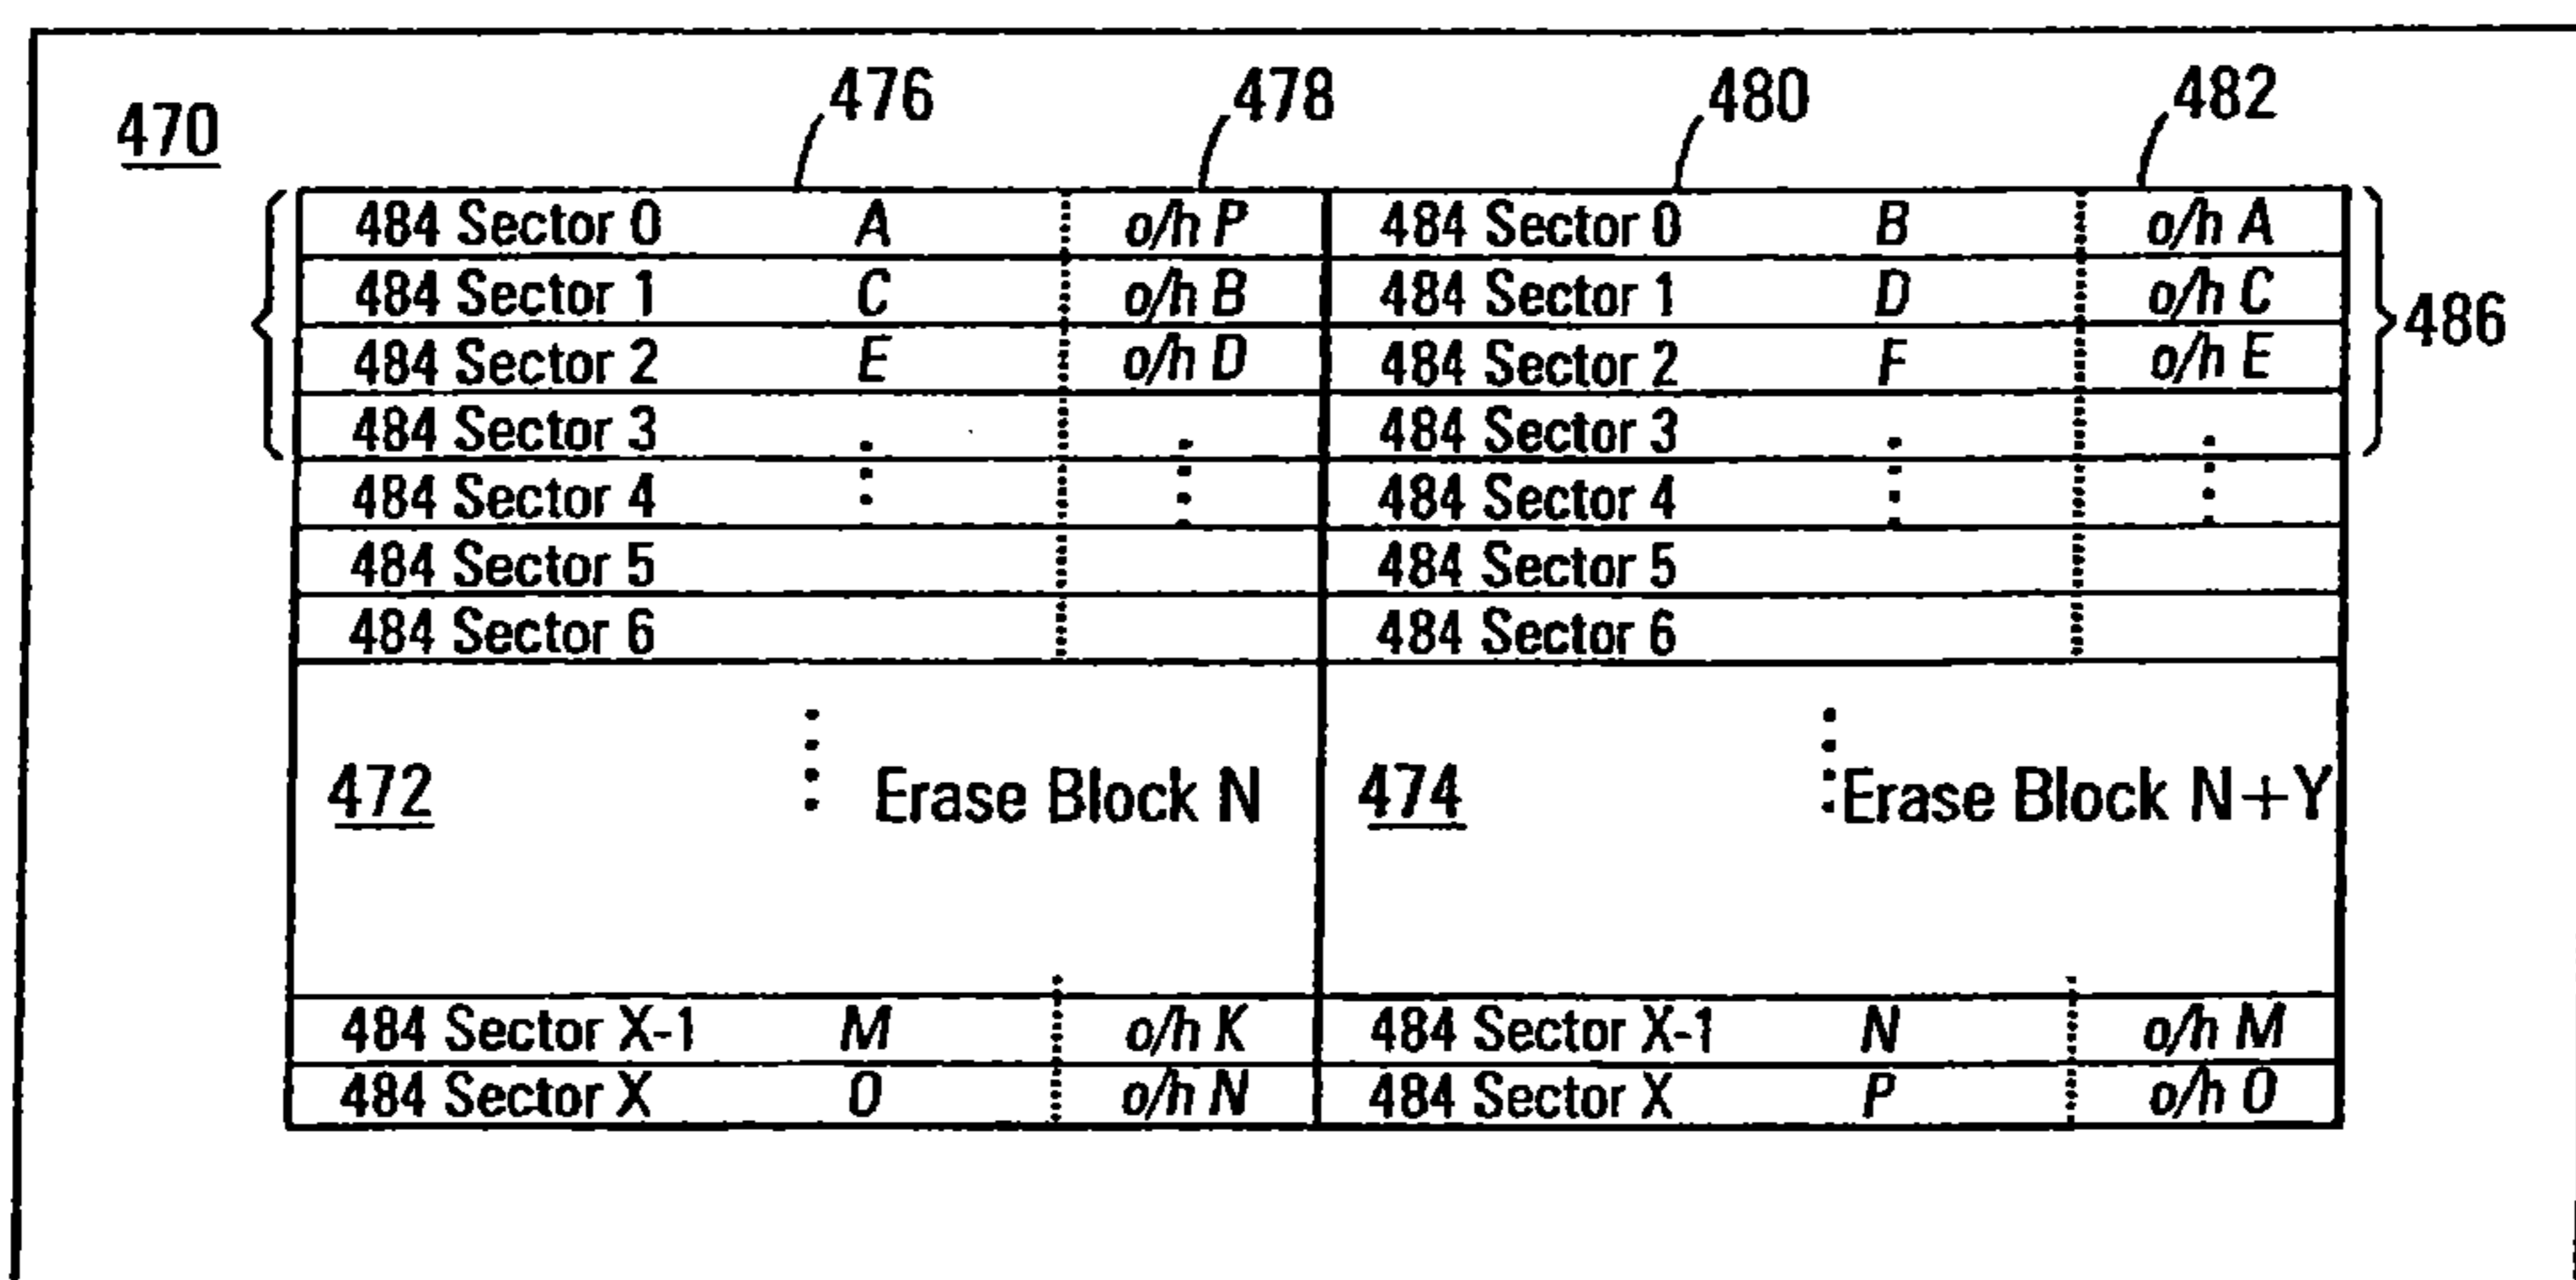 476 478 480 482
470
484 Sector 0 A o/h P 484 Sector 0 B o/h A
484 Sector 1 C o/h B 484 Sector 1 D o/h C
486
484 Sector 2 E o/h D 484 Sector 2 F o/h E
484 Sector 3 484 Sector 3
484 Sector 4 484 Sector 4
484 Sector 5 484 Sector 5
484 Sector 6 484 Sector 6
472 Erase Block N 474 Erase Block N+Y
484 Sector X-1 M o/h K 484 Sector X-1 N o/h M
484 Sector X O o/h N 484 Sector X P o/h O